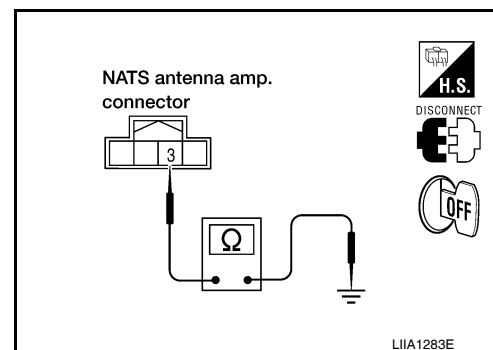 NATS antenna amp.
connector
3
Ω
H.S.
DISCONNECT
OFF
LIIA1283E